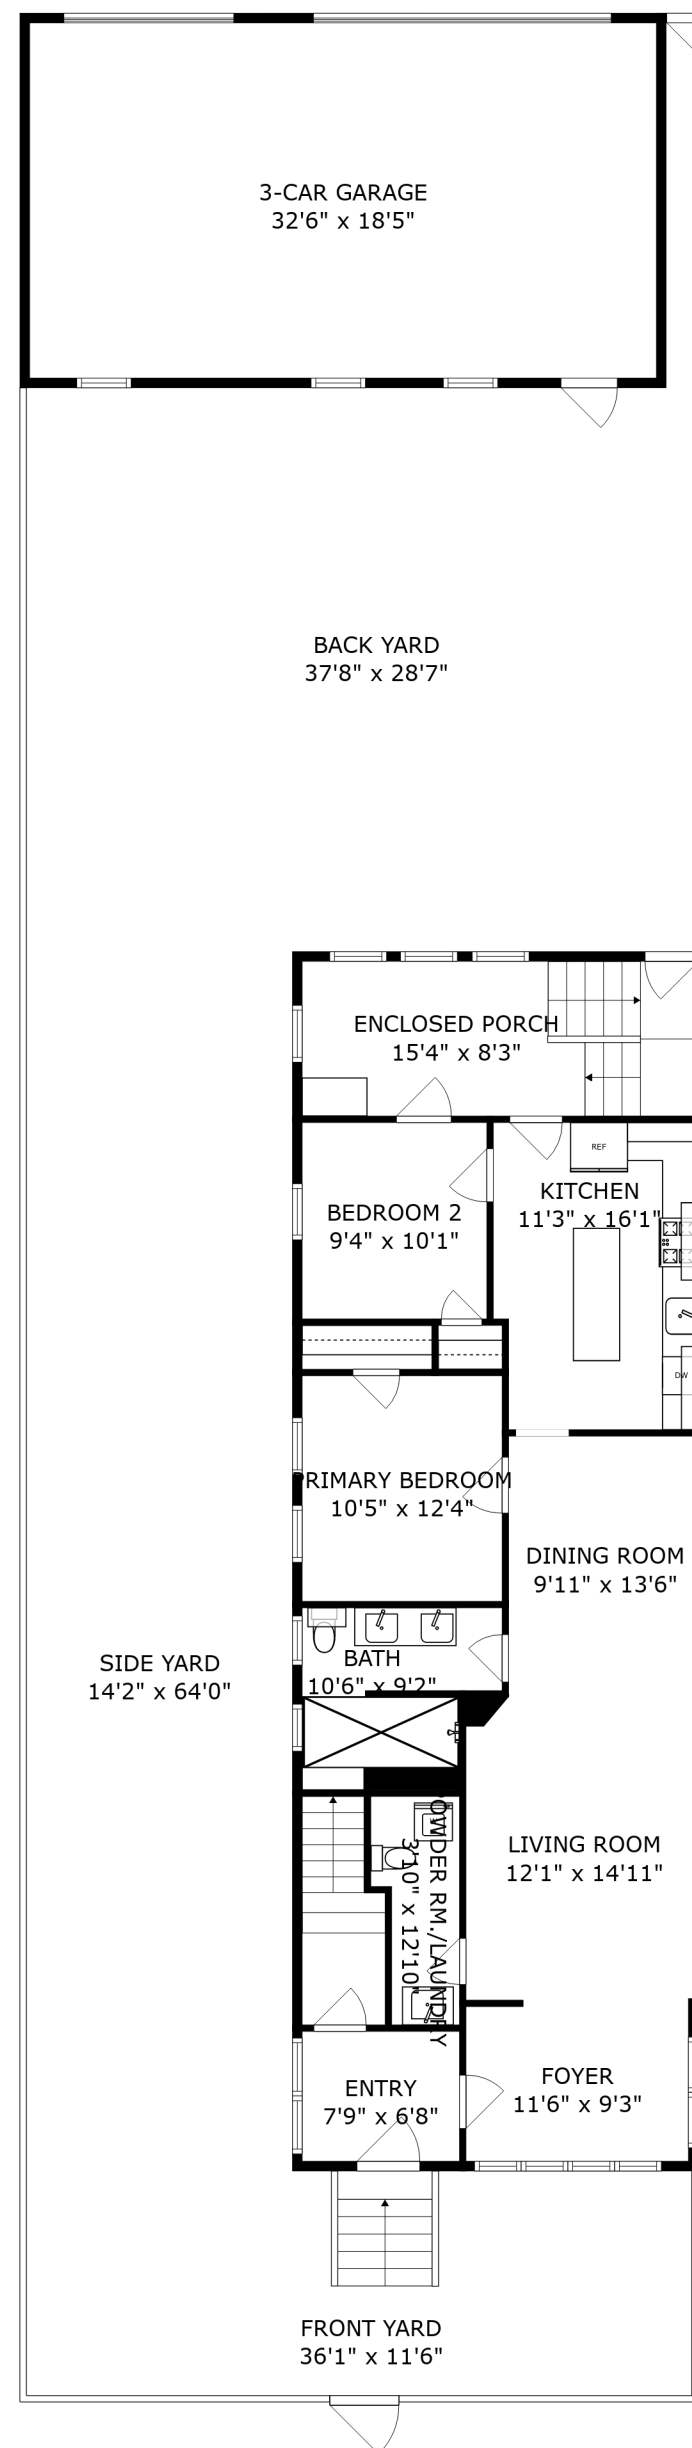 3-CAR GARAGE
32'6" x 18'5"
BACK YARD
37'8" x 28'7"
ENCLOSED PORCH
15'4" x 8'3"
REF
KITCHEN
11'3" x 16'1"
BEDROOM 2
9'4" x 10'1"
DW
PRIMARY BEDROOM
10'5" x 12'4"
DINING ROOM
9'11" x 13'6"
SIDE YARD
14'2" x 64'0"
BATH
10'6" x 9'2"
LIVING ROOM
12'1" x 14'11"
POWDER RM./LAUNDRY
3'10" x 12'10"
FOYER
11'6" x 9'3"
ENTRY
7'9" x 6'8"
FRONT YARD
36'1" x 11'6"